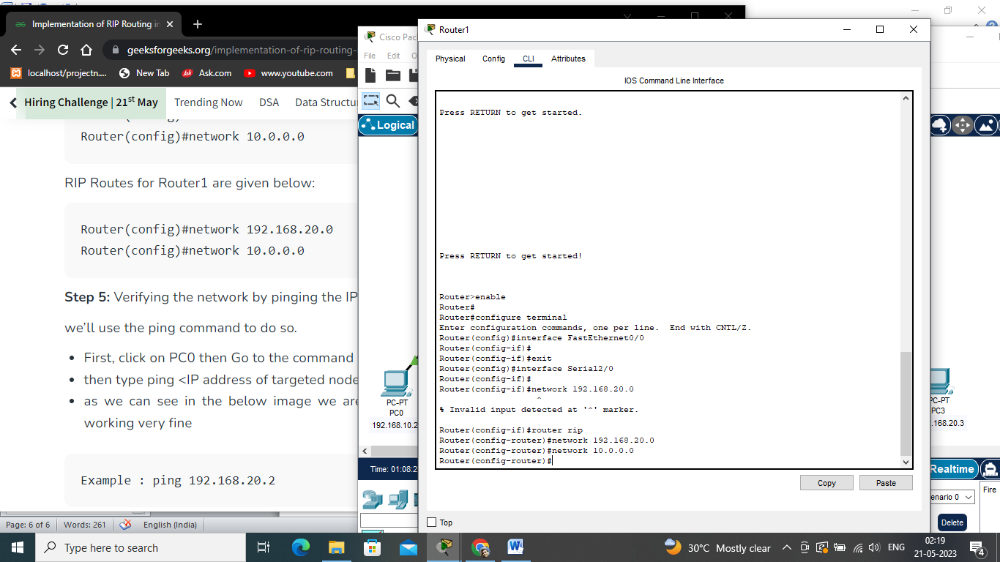 Implementation of RIP Routing in
geeksforgeeks.org/implementation-of-rip-routing-
localhost/projectn....
New Tab
Ask.com
www.youtube.com
Hiring Challenge | 21st May
Trending Now
DSA
Data Structu
Router(config)#network 10.0.0.0
RIP Routes for Router1 are given below:
Router(config)#network 192.168.20.0
Router(config)#network 10.0.0.0
Step 5: Verifying the network by pinging the IP
we'll use the ping command to do so.
• First, click on PC0 then Go to the command
• then type ping <IP address of targeted node
• as we can see in the below image we are
working very fine
Example : ping 192.168.20.2
Page: 6 of 6
Words: 261
English (India)
Cisco Pac
File
Edit
Logical
PC-PT
PC0
192.168.10.2
Time: 01:08:2
Router1
Physical
Config
CLI
Attributes
IOS Command Line Interface
Press RETURN to get started.
Press RETURN to get started!
Router>enable
Router#
Router#configure terminal
Enter configuration commands, one per line.  End with CNTL/Z.
Router(config)#interface FastEthernet0/0
Router(config-if)#
Router(config-if)#exit
Router(config)#interface Serial2/0
Router(config-if)#
Router(config-if)#network 192.168.20.0
^
% Invalid input detected at '^' marker.
Router(config-if)#router rip
Router(config-router)#network 192.168.20.0
Router(config-router)#network 10.0.0.0
Router(config-router)#
Copy
Paste
Top
PC-PT
PC3
.168.20.3
Realtime
enario 0
Fire
Delete
Type here to search
30°C Mostly clear
ENG
02:19
21-05-2023
4